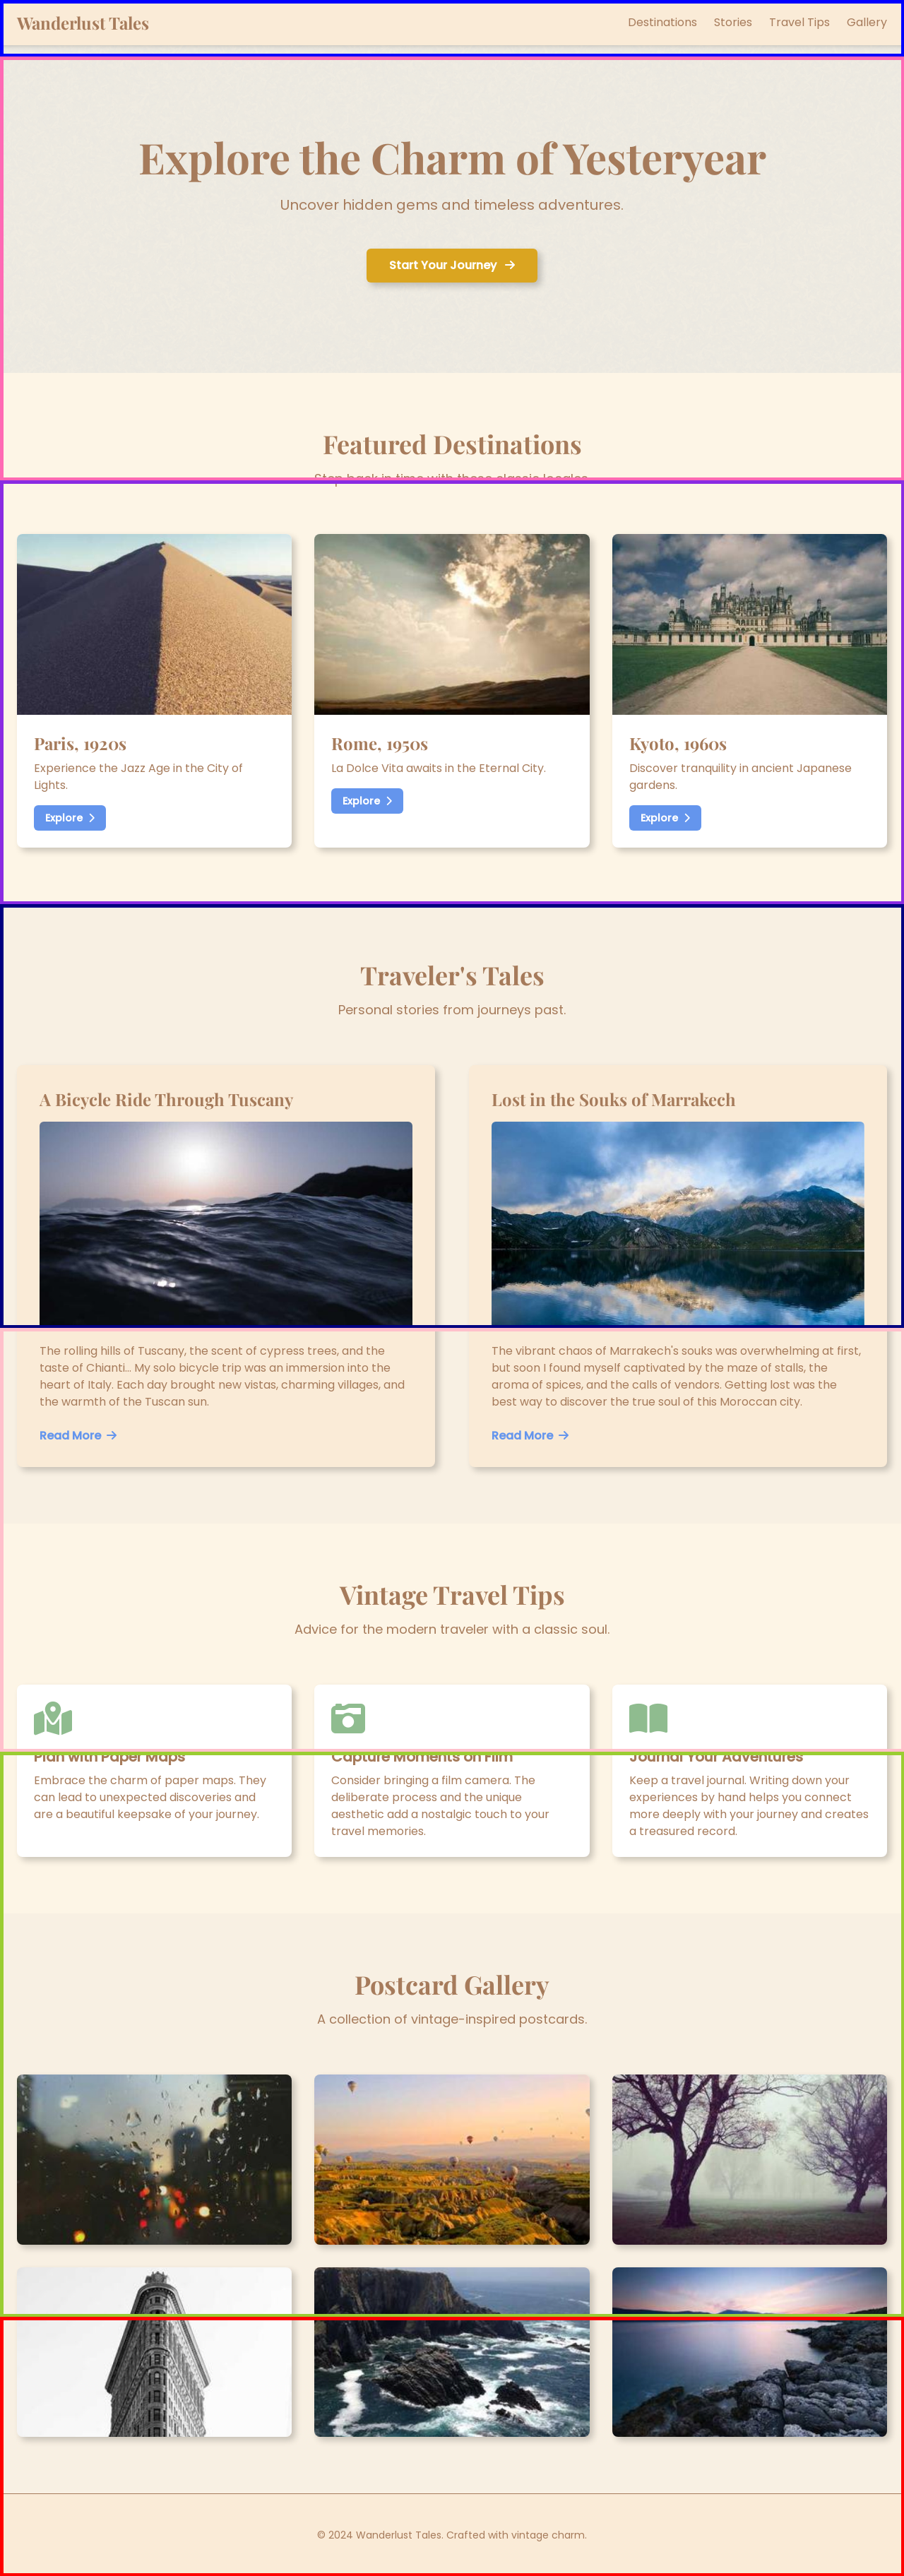 Wanderlust Tales
Destinations Stories Travel Tips Gallery
Explore the Charm of Yesteryear
Uncover hidden gems and timeless adventures.
Start Your Journey
Featured Destinations
Step back in time with these classic locales.
Paris, 1920s
Experience the Jazz Age in the City of
Lights.
Explore
Rome, 1950s
La Dolce Vita awaits in the Eternal City.
Explore
Kyoto, 1960s
Discover tranquility in ancient Japanese
gardens.
Explore
Traveler's Tales
Personal stories from journeys past.
A Bicycle Ride Through Tuscany
The rolling hills of Tuscany, the scent of cypress trees, and the
taste of Chianti... My solo bicycle trip was an immersion into the
heart of Italy. Each day brought new vistas, charming villages, and
the warmth of the Tuscan sun.
Read More
Lost in the Souks of Marrakech
The vibrant chaos of Marrakech's souks was overwhelming at first,
but soon I found myself captivated by the maze of stalls, the
aroma of spices, and the calls of vendors. Getting lost was the
best way to discover the true soul of this Moroccan city.
Read More
Vintage Travel Tips
Advice for the modern traveler with a classic soul.
Plan with Paper Maps
Embrace the charm of paper maps. They
can lead to unexpected discoveries and
are a beautiful keepsake of your journey.
Capture Moments on Film
Consider bringing a film camera. The
deliberate process and the unique
aesthetic add a nostalgic touch to your
travel memories.
Journal Your Adventures
Keep a travel journal. Writing down your
experiences by hand helps you connect
more deeply with your journey and creates
a treasured record.
Postcard Gallery
A collection of vintage-inspired postcards.
© 2024 Wanderlust Tales. Crafted with vintage charm.